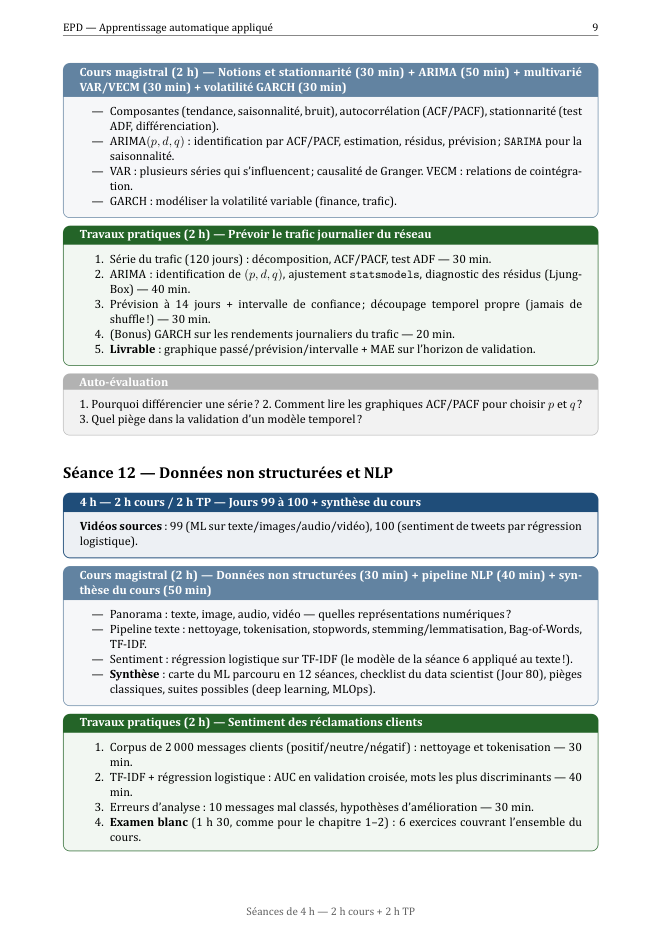 EPD — Apprentissage automatique appliqué 9
Cours magistral (2 h) — Notions et stationnarité (30 min) + ARIMA (50 min) + multivarié
VAR/VECM (30 min) + volatilité GARCH (30 min)
— Composantes (tendance, saisonnalité, bruit), autocorrélation (ACF/PACF), stationnarité (test
ADF, différenciation).
— ARIMA(p, d, q) : identification par ACF/PACF, estimation, résidus, prévision ; SARIMA pour la
saisonnalité.
— VAR : plusieurs séries qui s'influencent ; causalité de Granger. VECM : relations de cointégra-
tion.
— GARCH : modéliser la volatilité variable (finance, trafic).
Travaux pratiques (2 h) — Prévoir le trafic journalier du réseau
1. Série du trafic (120 jours) : décomposition, ACF/PACF, test ADF — 30 min.
2. ARIMA : identification de (p, d, q), ajustement statsmodels, diagnostic des résidus (Ljung-
Box) — 40 min.
3. Prévision à 14 jours + intervalle de confiance ; découpage temporel propre (jamais de
shuffle !) — 30 min.
4. (Bonus) GARCH sur les rendements journaliers du trafic — 20 min.
5. Livrable : graphique passé/prévision/intervalle + MAE sur l'horizon de validation.
Auto-évaluation
1. Pourquoi différencier une série ? 2. Comment lire les graphiques ACF/PACF pour choisir p et q ?
3. Quel piège dans la validation d'un modèle temporel ?
Séance 12 — Données non structurées et NLP
4 h — 2 h cours / 2 h TP — Jours 99 à 100 + synthèse du cours
Vidéos sources : 99 (ML sur texte/images/audio/vidéo), 100 (sentiment de tweets par régression
logistique).
Cours magistral (2 h) — Données non structurées (30 min) + pipeline NLP (40 min) + syn-
thèse du cours (50 min)
— Panorama : texte, image, audio, vidéo — quelles représentations numériques ?
— Pipeline texte : nettoyage, tokenisation, stopwords, stemming/lemmatisation, Bag-of-Words,
TF-IDF.
— Sentiment : régression logistique sur TF-IDF (le modèle de la séance 6 appliqué au texte !).
— Synthèse : carte du ML parcouru en 12 séances, checklist du data scientist (Jour 80), pièges
classiques, suites possibles (deep learning, MLOps).
Travaux pratiques (2 h) — Sentiment des réclamations clients
1. Corpus de 2 000 messages clients (positif/neutre/négatif) : nettoyage et tokenisation — 30
min.
2. TF-IDF + régression logistique : AUC en validation croisée, mots les plus discriminants — 40
min.
3. Erreurs d'analyse : 10 messages mal classés, hypothèses d'amélioration — 30 min.
4. Examen blanc (1 h 30, comme pour le chapitre 1–2) : 6 exercices couvrant l'ensemble du
cours.
Séances de 4 h — 2 h cours + 2 h TP